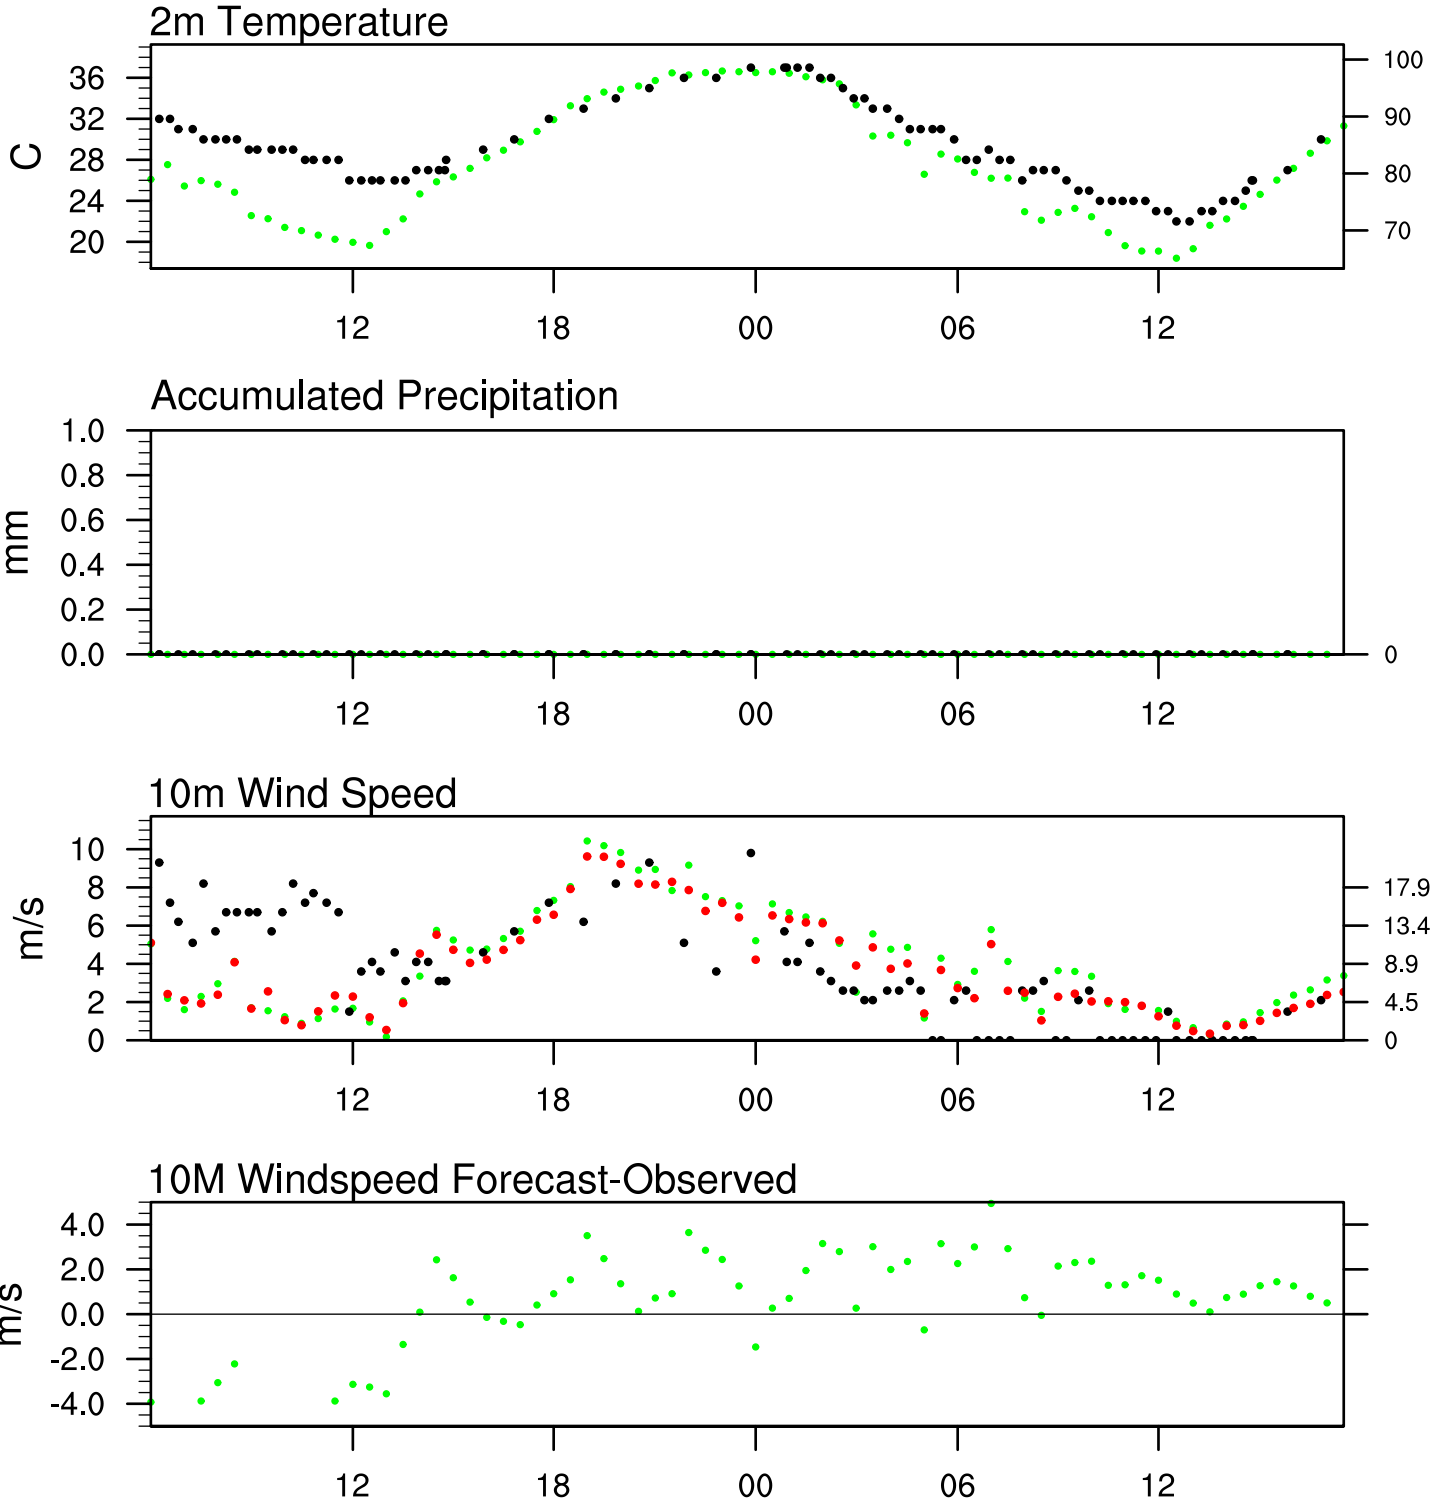 2m Temperature
C
36
32
28
24
20
100
90
80
70
12 18 00 06 12
Accumulated Precipitation
mm
1.0
0.8
0.6
0.4
0.2
0.0
0
12 18 00 06 12
10m Wind Speed
m/s
10
8
6
4
2
0
17.9
13.4
8.9
4.5
0
12 18 00 06 12
10M Windspeed Forecast-Observed
m/s
4.0
2.0
0.0
-2.0
-4.0
12 18 00 06 12